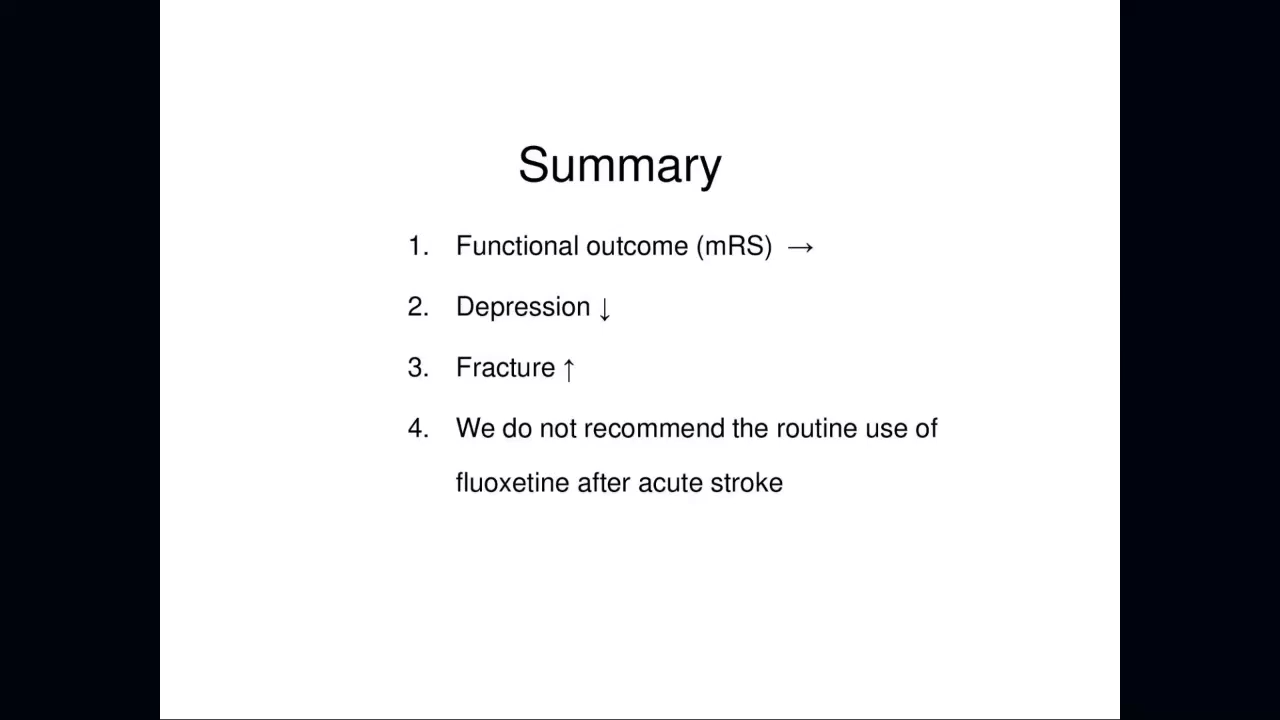 Summary
1. Functional outcome (mRS) →
2. Depression ↓
3. Fracture ↑
4. We do not recommend the routine use of
fluoxetine after acute stroke